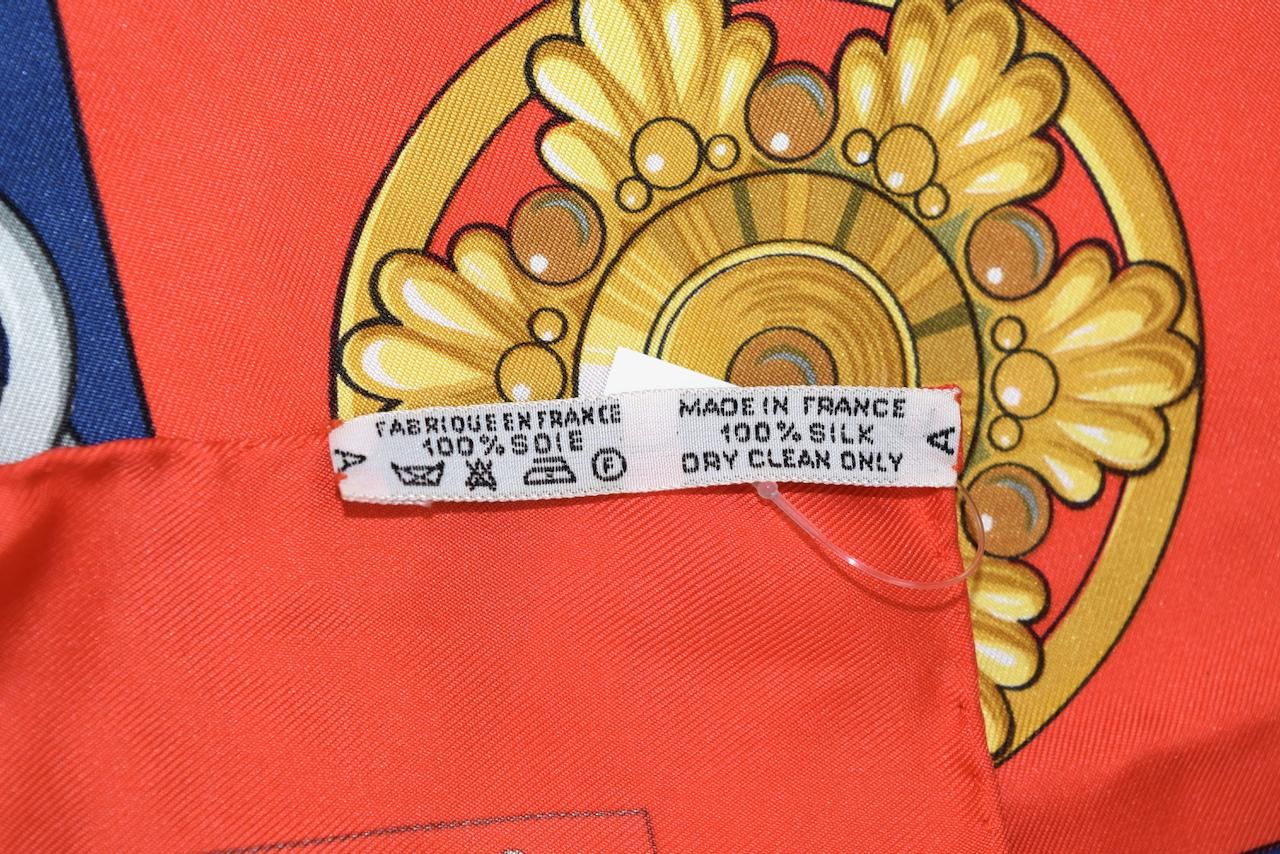 FABRIQUE EN FRANCE
100% SOIE
F
A
MADE IN FRANCE
100% SILK
DRY CLEAN ONLY
A